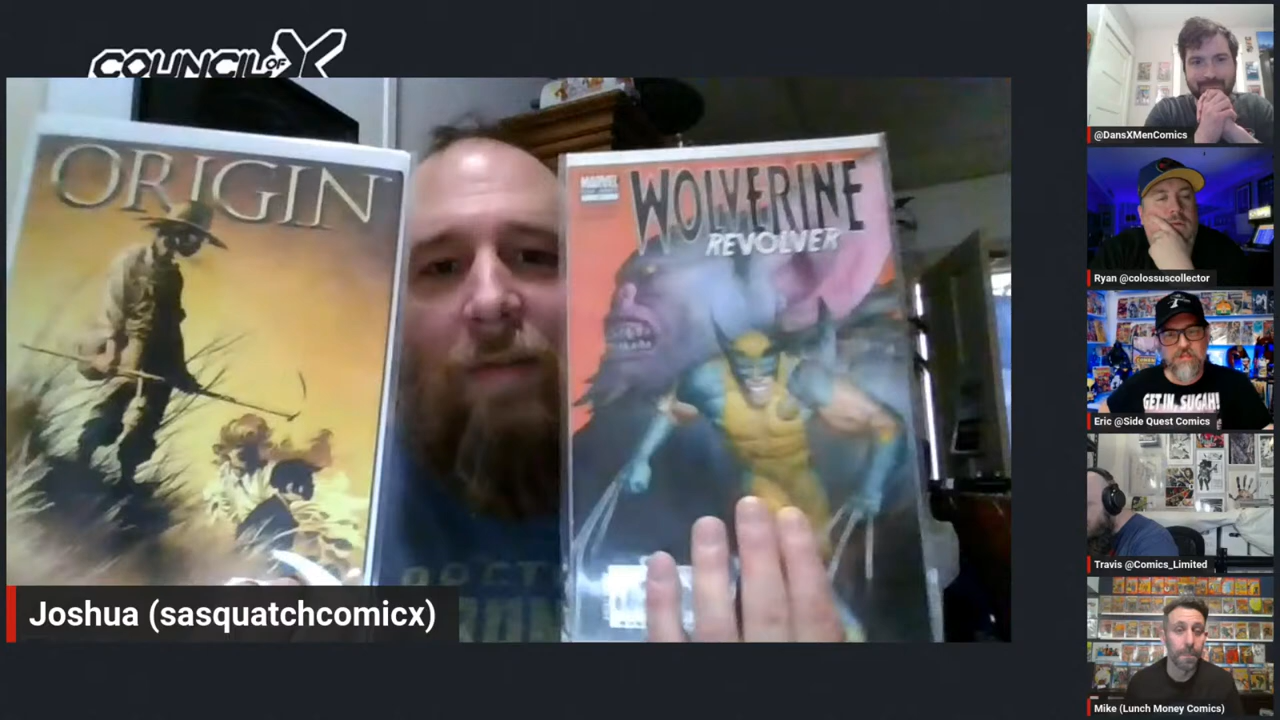 COUNCIL OF X
ORIGIN
MARVEL
WOLVERINE
REVOLVER
Joshua (sasquatchcomicx)
@DansXMenComics
Ryan @colossuscollector
GET IN, SUGAH!
Eric @Side Quest Comics
Travis @Comics_Limited
Mike (Lunch Money Comics)